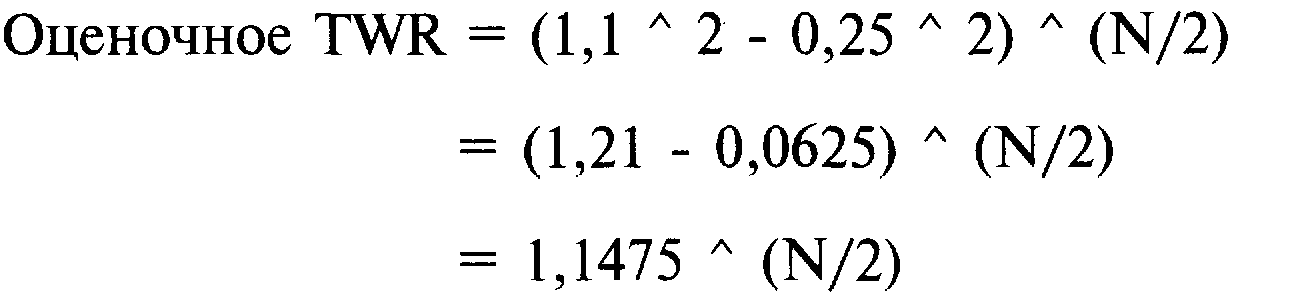 Оценочное TWR = (1,1 ^ 2 - 0,25 ^ 2) ^ (N/2)
= (1,21 - 0,0625) ^ (N/2)
= 1,1475 ^ (N/2)